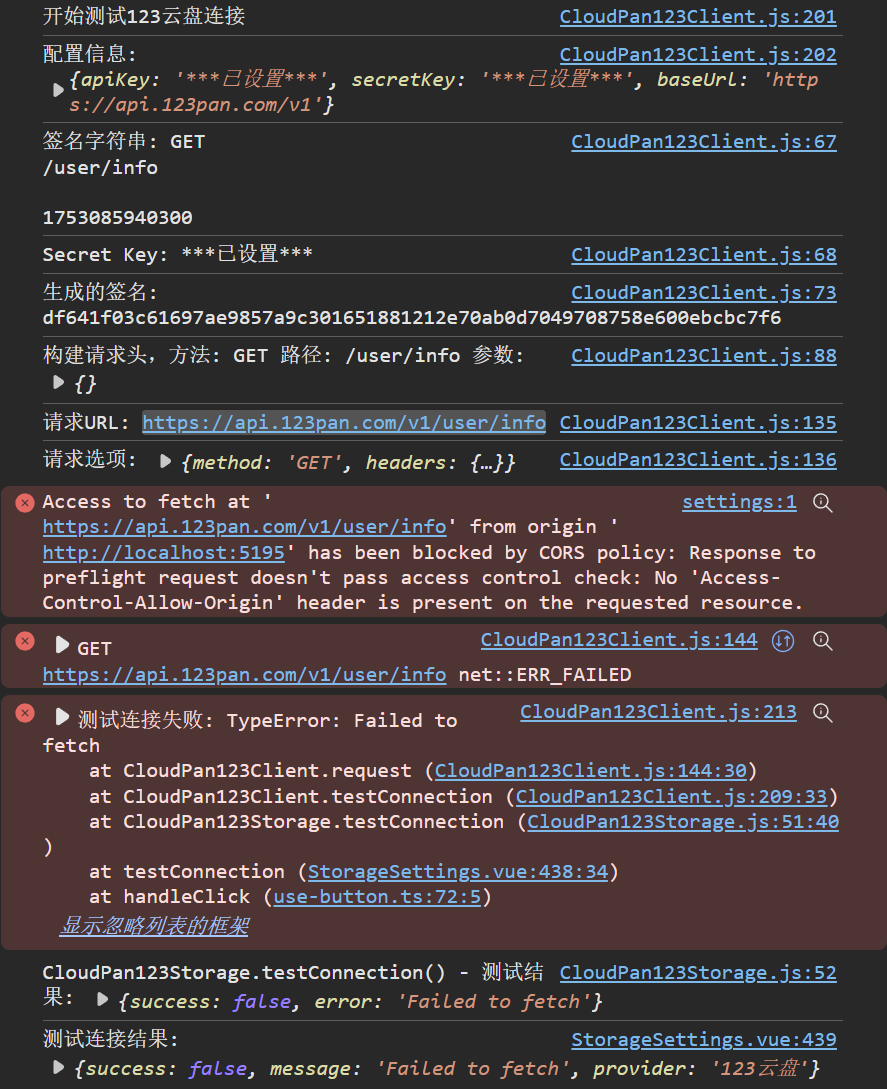 开始测试123云盘连接 CloudPan123Client.js:201
配置信息: CloudPan123Client.js:202
{apiKey: '***已设置***', secretKey: '***已设置***', baseUrl: 'http
s://api.123pan.com/v1'}
签名字符串: GET CloudPan123Client.js:67
/user/info
1753085940300
Secret Key: ***已设置*** CloudPan123Client.js:68
生成的签名: CloudPan123Client.js:73
df641f03c61697ae9857a9c301651881212e70ab0d7049708758e600ebcbc7f6
构建请求头，方法: GET 路径: /user/info 参数: CloudPan123Client.js:88
{}
请求URL: https://api.123pan.com/v1/user/info CloudPan123Client.js:135
请求选项: {method: 'GET', headers: {…}} CloudPan123Client.js:136
Access to fetch at ' settings:1
https://api.123pan.com/v1/user/info' from origin '
http://localhost:5195' has been blocked by CORS policy: Response to
preflight request doesn't pass access control check: No 'Access-
Control-Allow-Origin' header is present on the requested resource.
GET CloudPan123Client.js:144
https://api.123pan.com/v1/user/info net::ERR_FAILED
测试连接失败: TypeError: Failed to CloudPan123Client.js:213
fetch
at CloudPan123Client.request (CloudPan123Client.js:144:30)
at CloudPan123Client.testConnection (CloudPan123Client.js:209:33)
at CloudPan123Storage.testConnection (CloudPan123Storage.js:51:40
)
at testConnection (StorageSettings.vue:438:34)
at handleClick (use-button.ts:72:5)
显示忽略列表的框架
CloudPan123Storage.testConnection() - 测试结 CloudPan123Storage.js:52
果: {success: false, error: 'Failed to fetch'}
测试连接结果: StorageSettings.vue:439
{success: false, message: 'Failed to fetch', provider: '123云盘'}